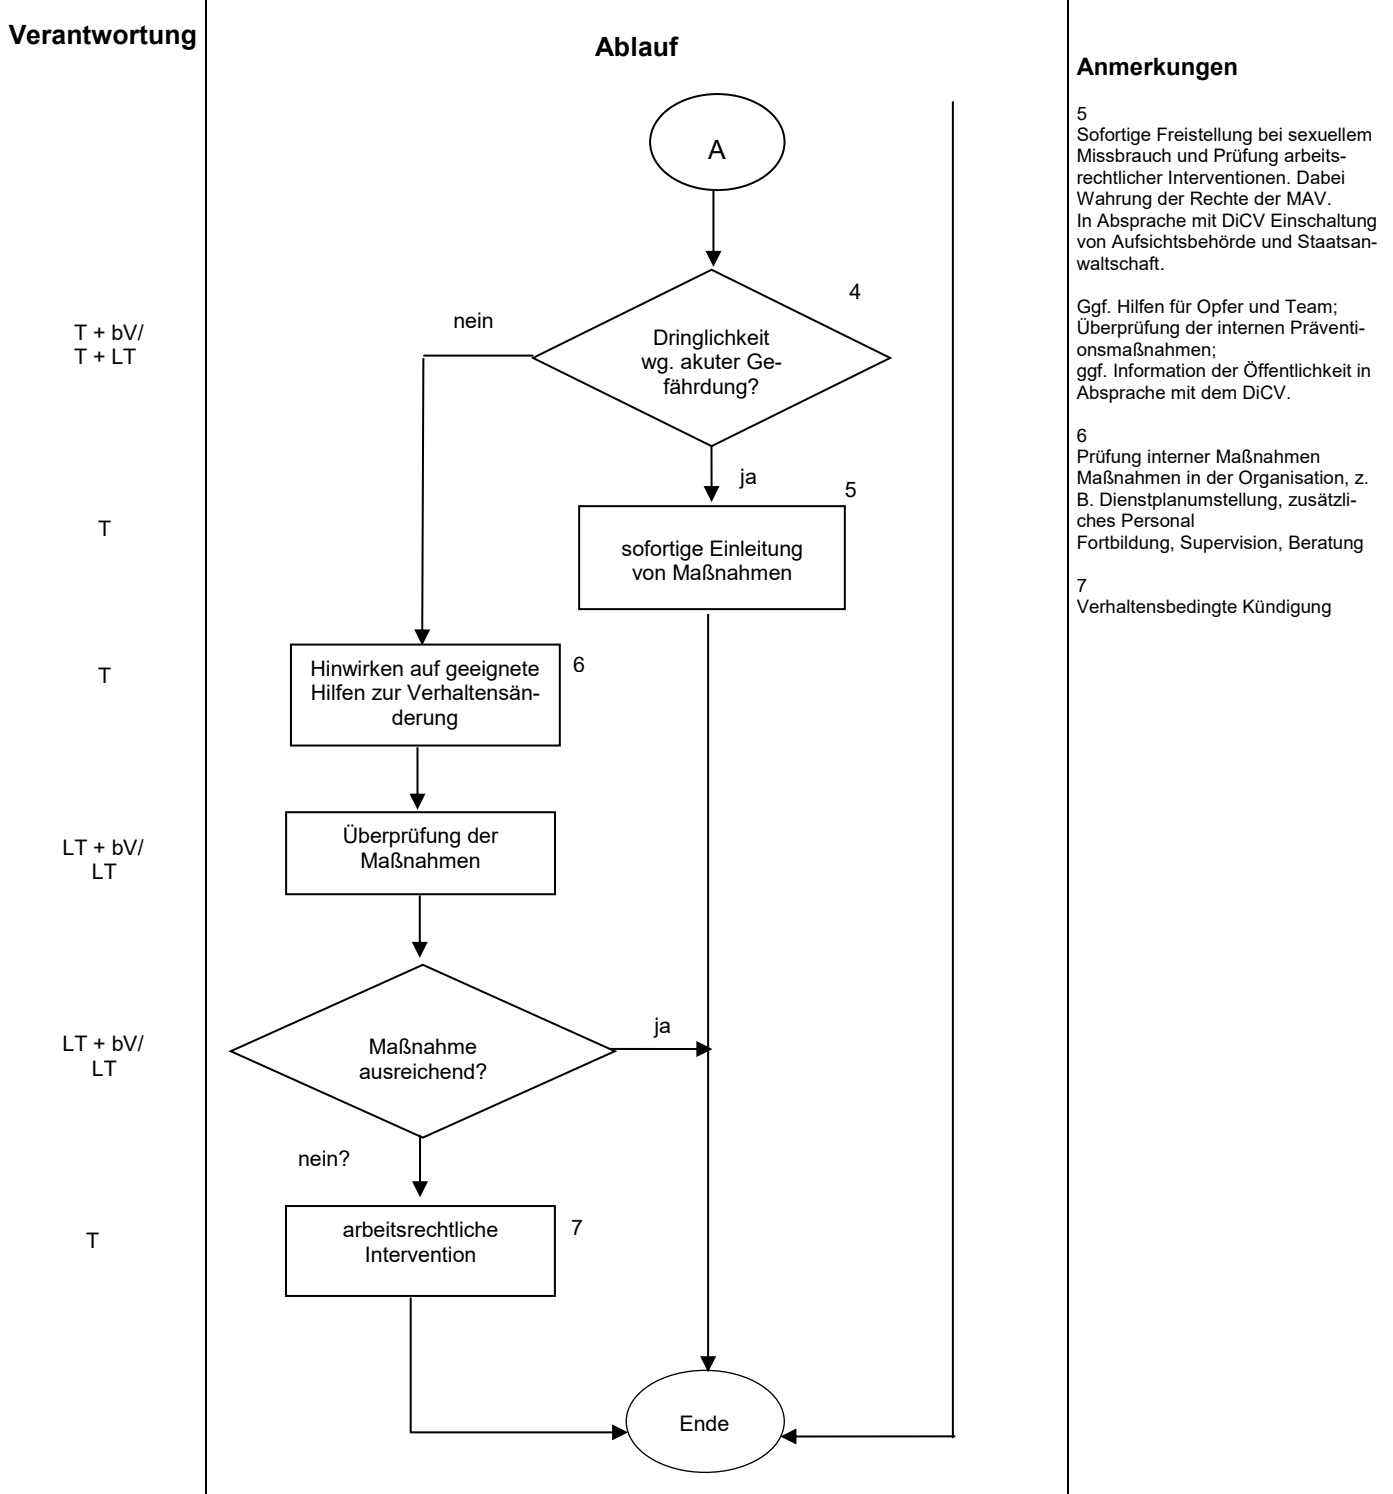 Verantwortung
Ablauf
Anmerkungen
A
4
Dringlichkeit
wg. akuter Ge-
fährdung?
nein
ja
T + bV/
T + LT
5
sofortige Einleitung
von Maßnahmen
T
Hinwirken auf geeignete
Hilfen zur Verhaltensän-
derung
6
T
Überprüfung der
Maßnahmen
LT + bV/
LT
Maßnahme
ausreichend?
ja
nein?
LT + bV/
LT
arbeitsrechtliche
Intervention
7
T
Ende
5
Sofortige Freistellung bei sexuellem
Missbrauch und Prüfung arbeits-
rechtlicher Interventionen. Dabei
Wahrung der Rechte der MAV.
In Absprache mit DiCV Einschaltung
von Aufsichtsbehörde und Staatsan-
waltschaft.
Ggf. Hilfen für Opfer und Team;
Überprüfung der internen Präventi-
onsmaßnahmen;
ggf. Information der Öffentlichkeit in
Absprache mit dem DiCV.
6
Prüfung interner Maßnahmen
Maßnahmen in der Organisation, z.
B. Dienstplanumstellung, zusätzli-
ches Personal
Fortbildung, Supervision, Beratung
7
Verhaltensbedingte Kündigung